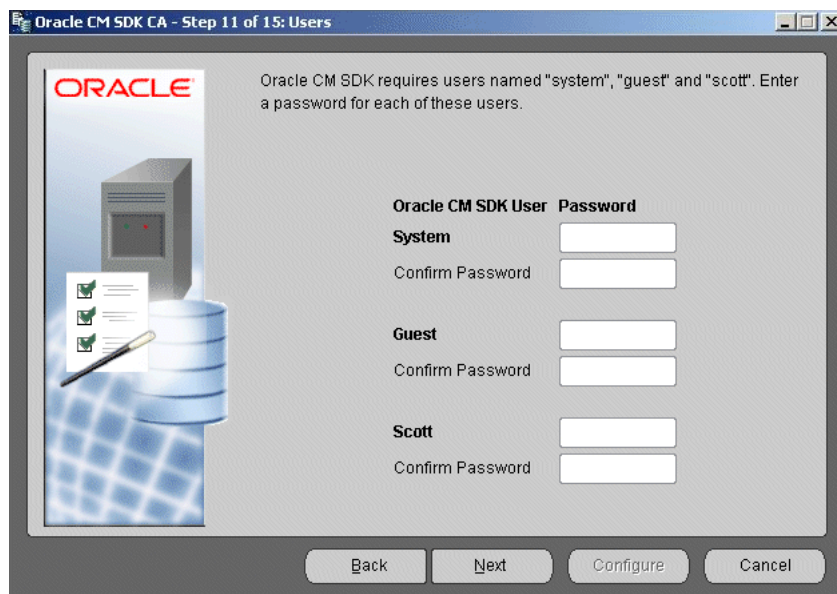 Oracle CM SDK CA - Step 11 of 15: Users
ORACLE
Oracle CM SDK requires users named "system", "guest" and "scott". Enter
a password for each of these users.
Oracle CM SDK User Password
System
Confirm Password
Guest
Confirm Password
Scott
Confirm Password
Back Next Configure Cancel